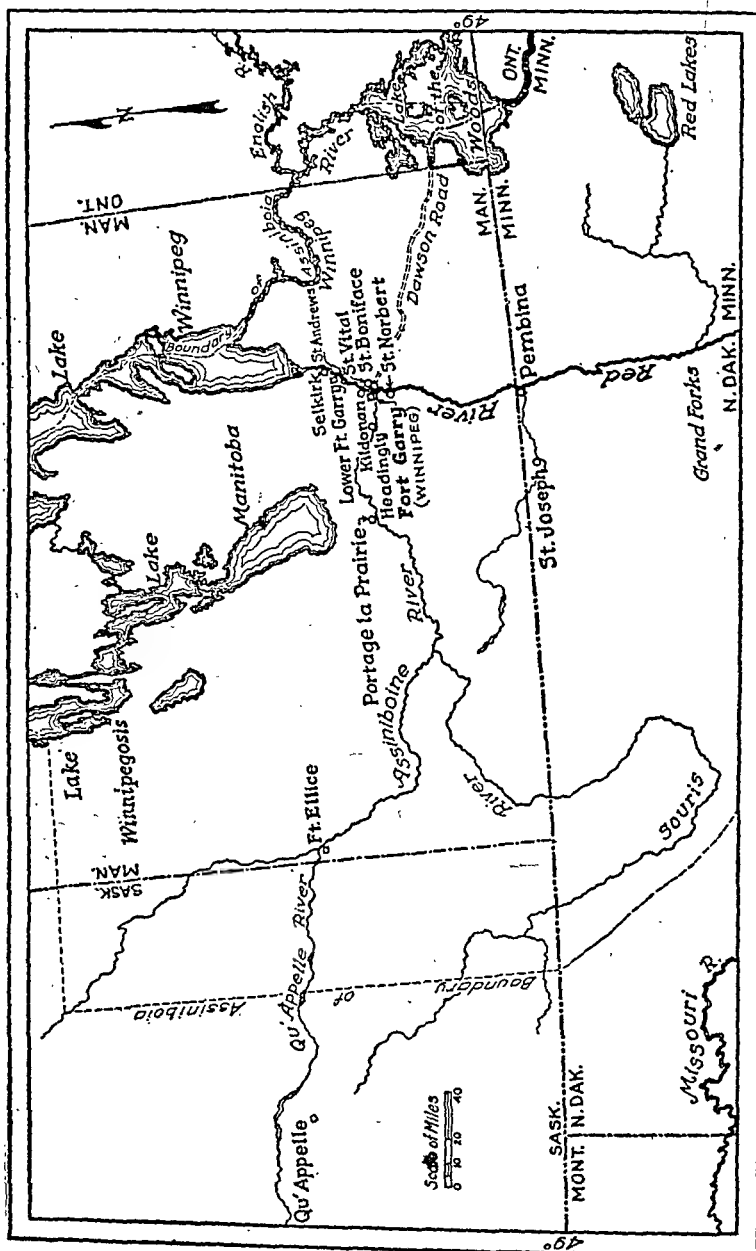 49°
49°
N
MAN.
ONT.
English
R.
River
Lake
of the
Woods
ONT.
MINN.
MAN.
MINN.
Red Lakes
Dawson Road
Assiniboia
Winnipeg
Lake
Winnipeg
Boundary
of
Assiniboia
Selkirk
St. Andrews
Lower Ft. Garry
St. Vital
Kildonan
St. Boniface
Headingly
St. Norbert
Fort Garry
(WINNIPEG)
Portage la Prairie
Lake
Manitoba
Lake
Winnipegosis
Assiniboine
River
Red
River
Pembina
St. Joseph
Grand Forks
N. DAK.
MINN.
SASK.
MAN.
Ft. Ellice
Qu'Appelle River
Qu'Appelle
River
Souris
Boundary
of
Assiniboia
Scale of Miles
0 10 20 40
SASK.
MONT.
N. DAK.
Missouri
R.